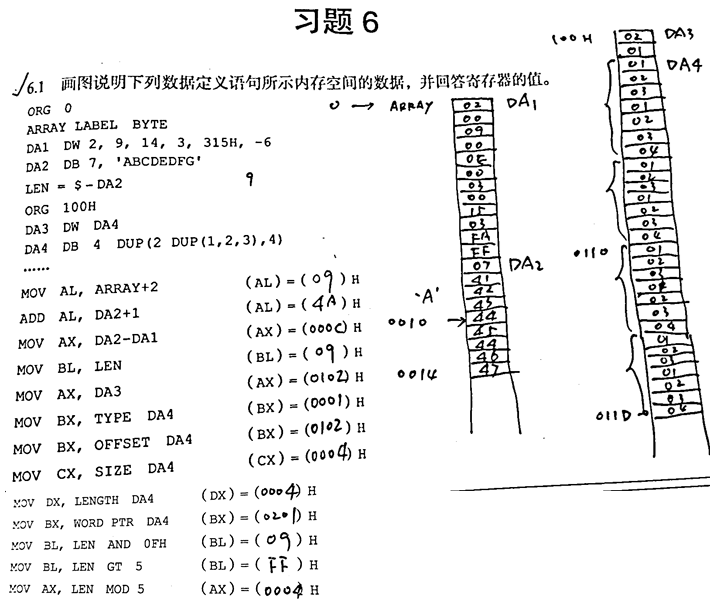 习题 6
6.1 画图说明下列数据定义语句所示内存空间的数据，并回答寄存器的值。
ORG 0
ARRAY LABEL BYTE
DA1 DW 2, 9, 14, 3, 315H, -6
DA2 DB 7, 'ABCDEDFG'
LEN = $-DA2 9
ORG 100H
DA3 DW DA4
DA4 DB 4 DUP(2 DUP(1,2,3),4)
……
MOV AL, ARRAY+2 (AL)=(09)H
ADD AL, DA2+1 (AL)=(4A)H
MOV AX, DA2-DA1 (AX)=(000C)H
MOV BL, LEN (BL)=(09)H
MOV AX, DA3 (AX)=(0102)H
MOV BX, TYPE DA4 (BX)=(0001)H
MOV BX, OFFSET DA4 (BX)=(0102)H
MOV CX, SIZE DA4 (CX)=(0004)H
MOV DX, LENGTH DA4 (DX)=(0004)H
MOV BX, WORD PTR DA4 (BX)=(0201)H
MOV BL, LEN AND 0FH (BL)=(09)H
MOV BL, LEN GT 5 (BL)=(FF)H
MOV AX, LEN MOD 5 (AX)=(0004)H
0 → ARRAY 02 DA1
00
09
00
0E
00
03
00
15
03
FA
FF
07 DA2
'A' 41
42
43
0010 → 44
45
44
46
0014 47
100H 02 DA3
01
01 DA4
02
03
01
02
03
04
01
02
03
01
02
03
04
0110 01
02
03
02
03
04
01
02
03
01
02
03
011D 04